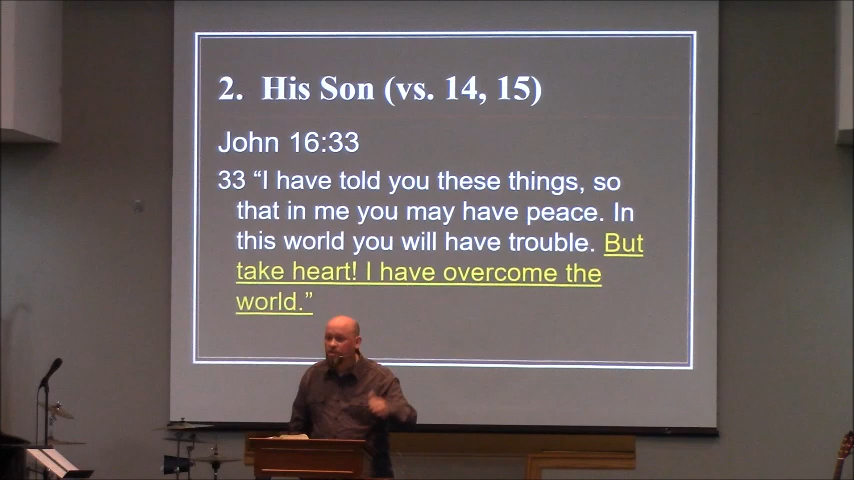 2. His Son (vs. 14, 15)
John 16:33
33 “I have told you these things, so
that in me you may have peace. In
this world you will have trouble. But
take heart! I have overcome the
world.”